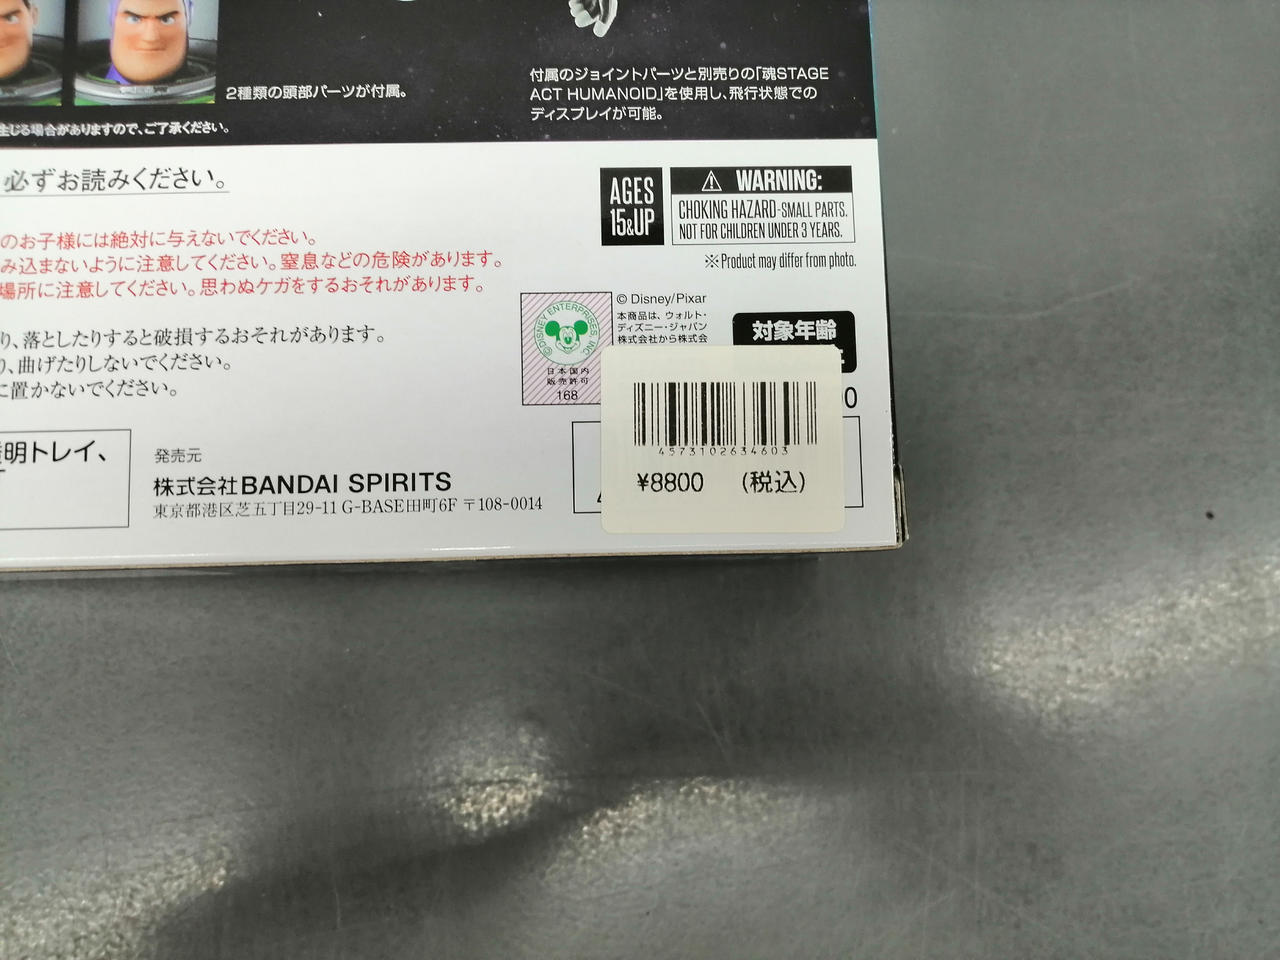 2種類の頭部パーツが付属。
付属のジョイントパーツと別売りの「魂STAGE
ACT HUMANOID」を使用し、飛行状態での
ディスプレイが可能。
生じる場合がありますので、ご了承ください。
必ずお読みください。
のお子様には絶対に与えないでください。
み込まないように注意してください。窒息などの危険があります。
場所に注意してください。思わぬケガをするおそれがあります。
り、落としたりすると破損するおそれがあります。
り、曲げたりしないでください。
に置かないでください。
明トレイ、
発売元
株式会社BANDAI SPIRITS
東京都港区芝五丁目29-11 G-BASE田町6F 〒108-0014
AGES
15&UP
⚠ WARNING:
CHOKING HAZARD-SMALL PARTS.
NOT FOR CHILDREN UNDER 3 YEARS.
※Product may differ from photo.
©DISNEY ENTERPRISES, INC
日本国内
販売許可
168
© Disney/Pixar
本商品は、ウォルト・
ディズニー・ジャパン
株式会社から株式会
対象年齢
0
4573102634603
¥8800 (税込)